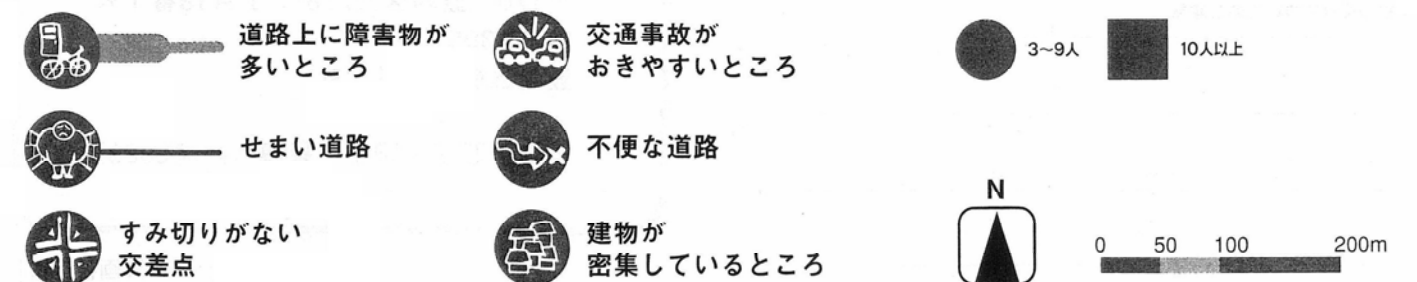 道路上に障害物が
多いところ
せまい道路
すみ切りがない
交差点
交通事故が
おきやすいところ
不便な道路
建物が
密集しているところ
3〜9人
10人以上
N
0 50 100 200m